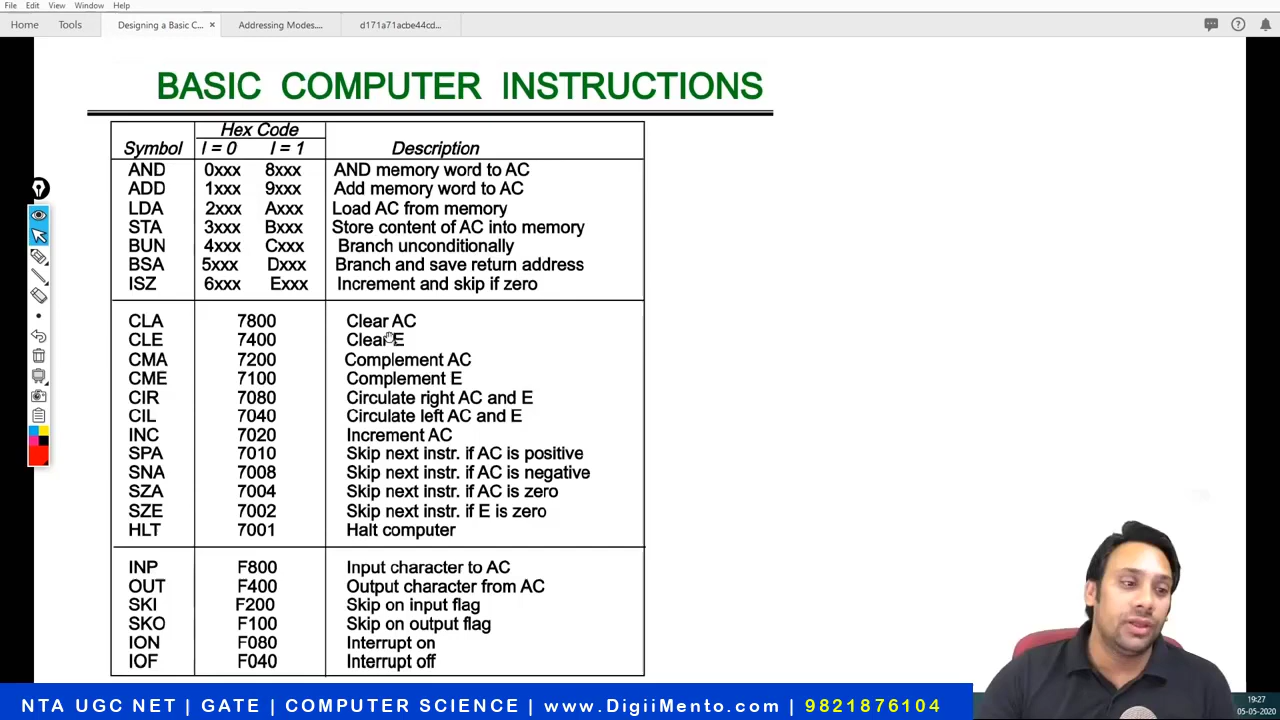 File Edit View Window Help
Home Tools Designing a Basic C... × Addressing Modes.... d171a71acbe44cd...
BASIC COMPUTER INSTRUCTIONS
Hex Code
Symbol I = 0 I = 1 Description
AND 0xxx 8xxx AND memory word to AC
ADD 1xxx 9xxx Add memory word to AC
LDA 2xxx Axxx Load AC from memory
STA 3xxx Bxxx Store content of AC into memory
BUN 4xxx Cxxx Branch unconditionally
BSA 5xxx Dxxx Branch and save return address
ISZ 6xxx Exxx Increment and skip if zero
CLA 7800 Clear AC
CLE 7400 Clear E
CMA 7200 Complement AC
CME 7100 Complement E
CIR 7080 Circulate right AC and E
CIL 7040 Circulate left AC and E
INC 7020 Increment AC
SPA 7010 Skip next instr. if AC is positive
SNA 7008 Skip next instr. if AC is negative
SZA 7004 Skip next instr. if AC is zero
SZE 7002 Skip next instr. if E is zero
HLT 7001 Halt computer
INP F800 Input character to AC
OUT F400 Output character from AC
SKI F200 Skip on input flag
SKO F100 Skip on output flag
ION F080 Interrupt on
IOF F040 Interrupt off
NTA UGC NET | GATE | COMPUTER SCIENCE | www.DigiiMento.com | 9821876104
19:27
05-05-2020